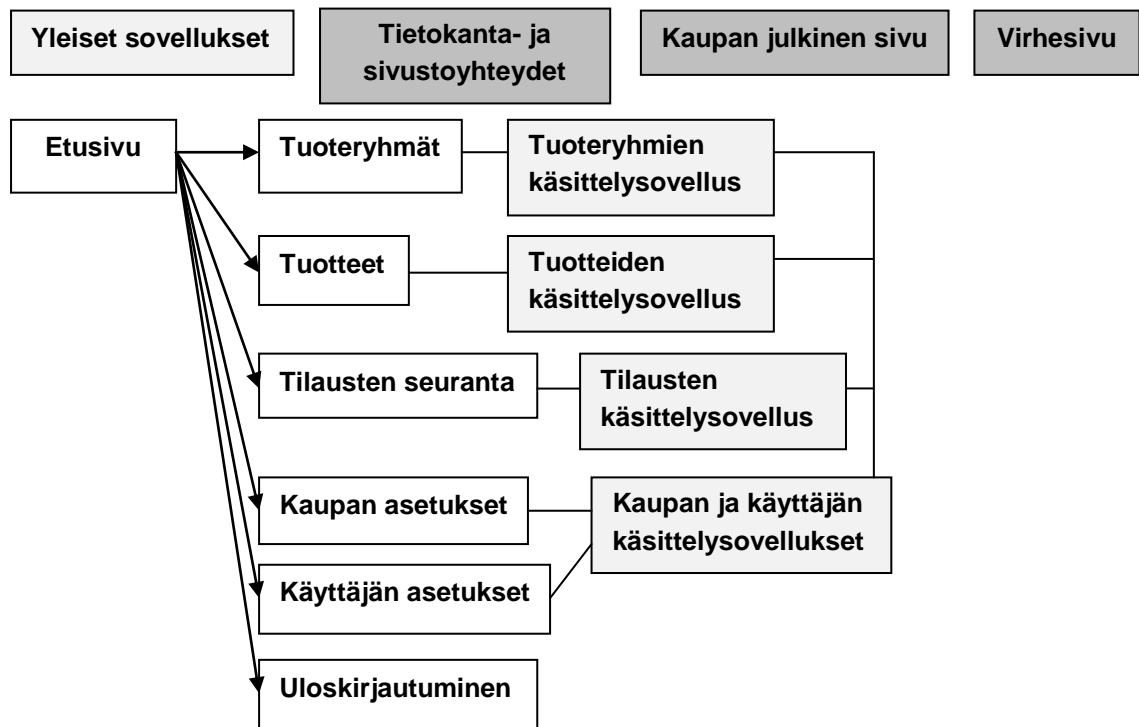 Yleiset sovellukset
Tietokanta- ja
sivustoyhteydet
Kaupan julkinen sivu
Virhesivu
Etusivu
Tuoteryhmät
Tuoteryhmien
käsittelysovellus
Tuotteet
Tuotteiden
käsittelysovellus
Tilausten seuranta
Tilausten
käsittelysovellus
Kaupan asetukset
Kaupan ja käyttäjän
käsittelysovellukset
Käyttäjän asetukset
Uloskirjautuminen